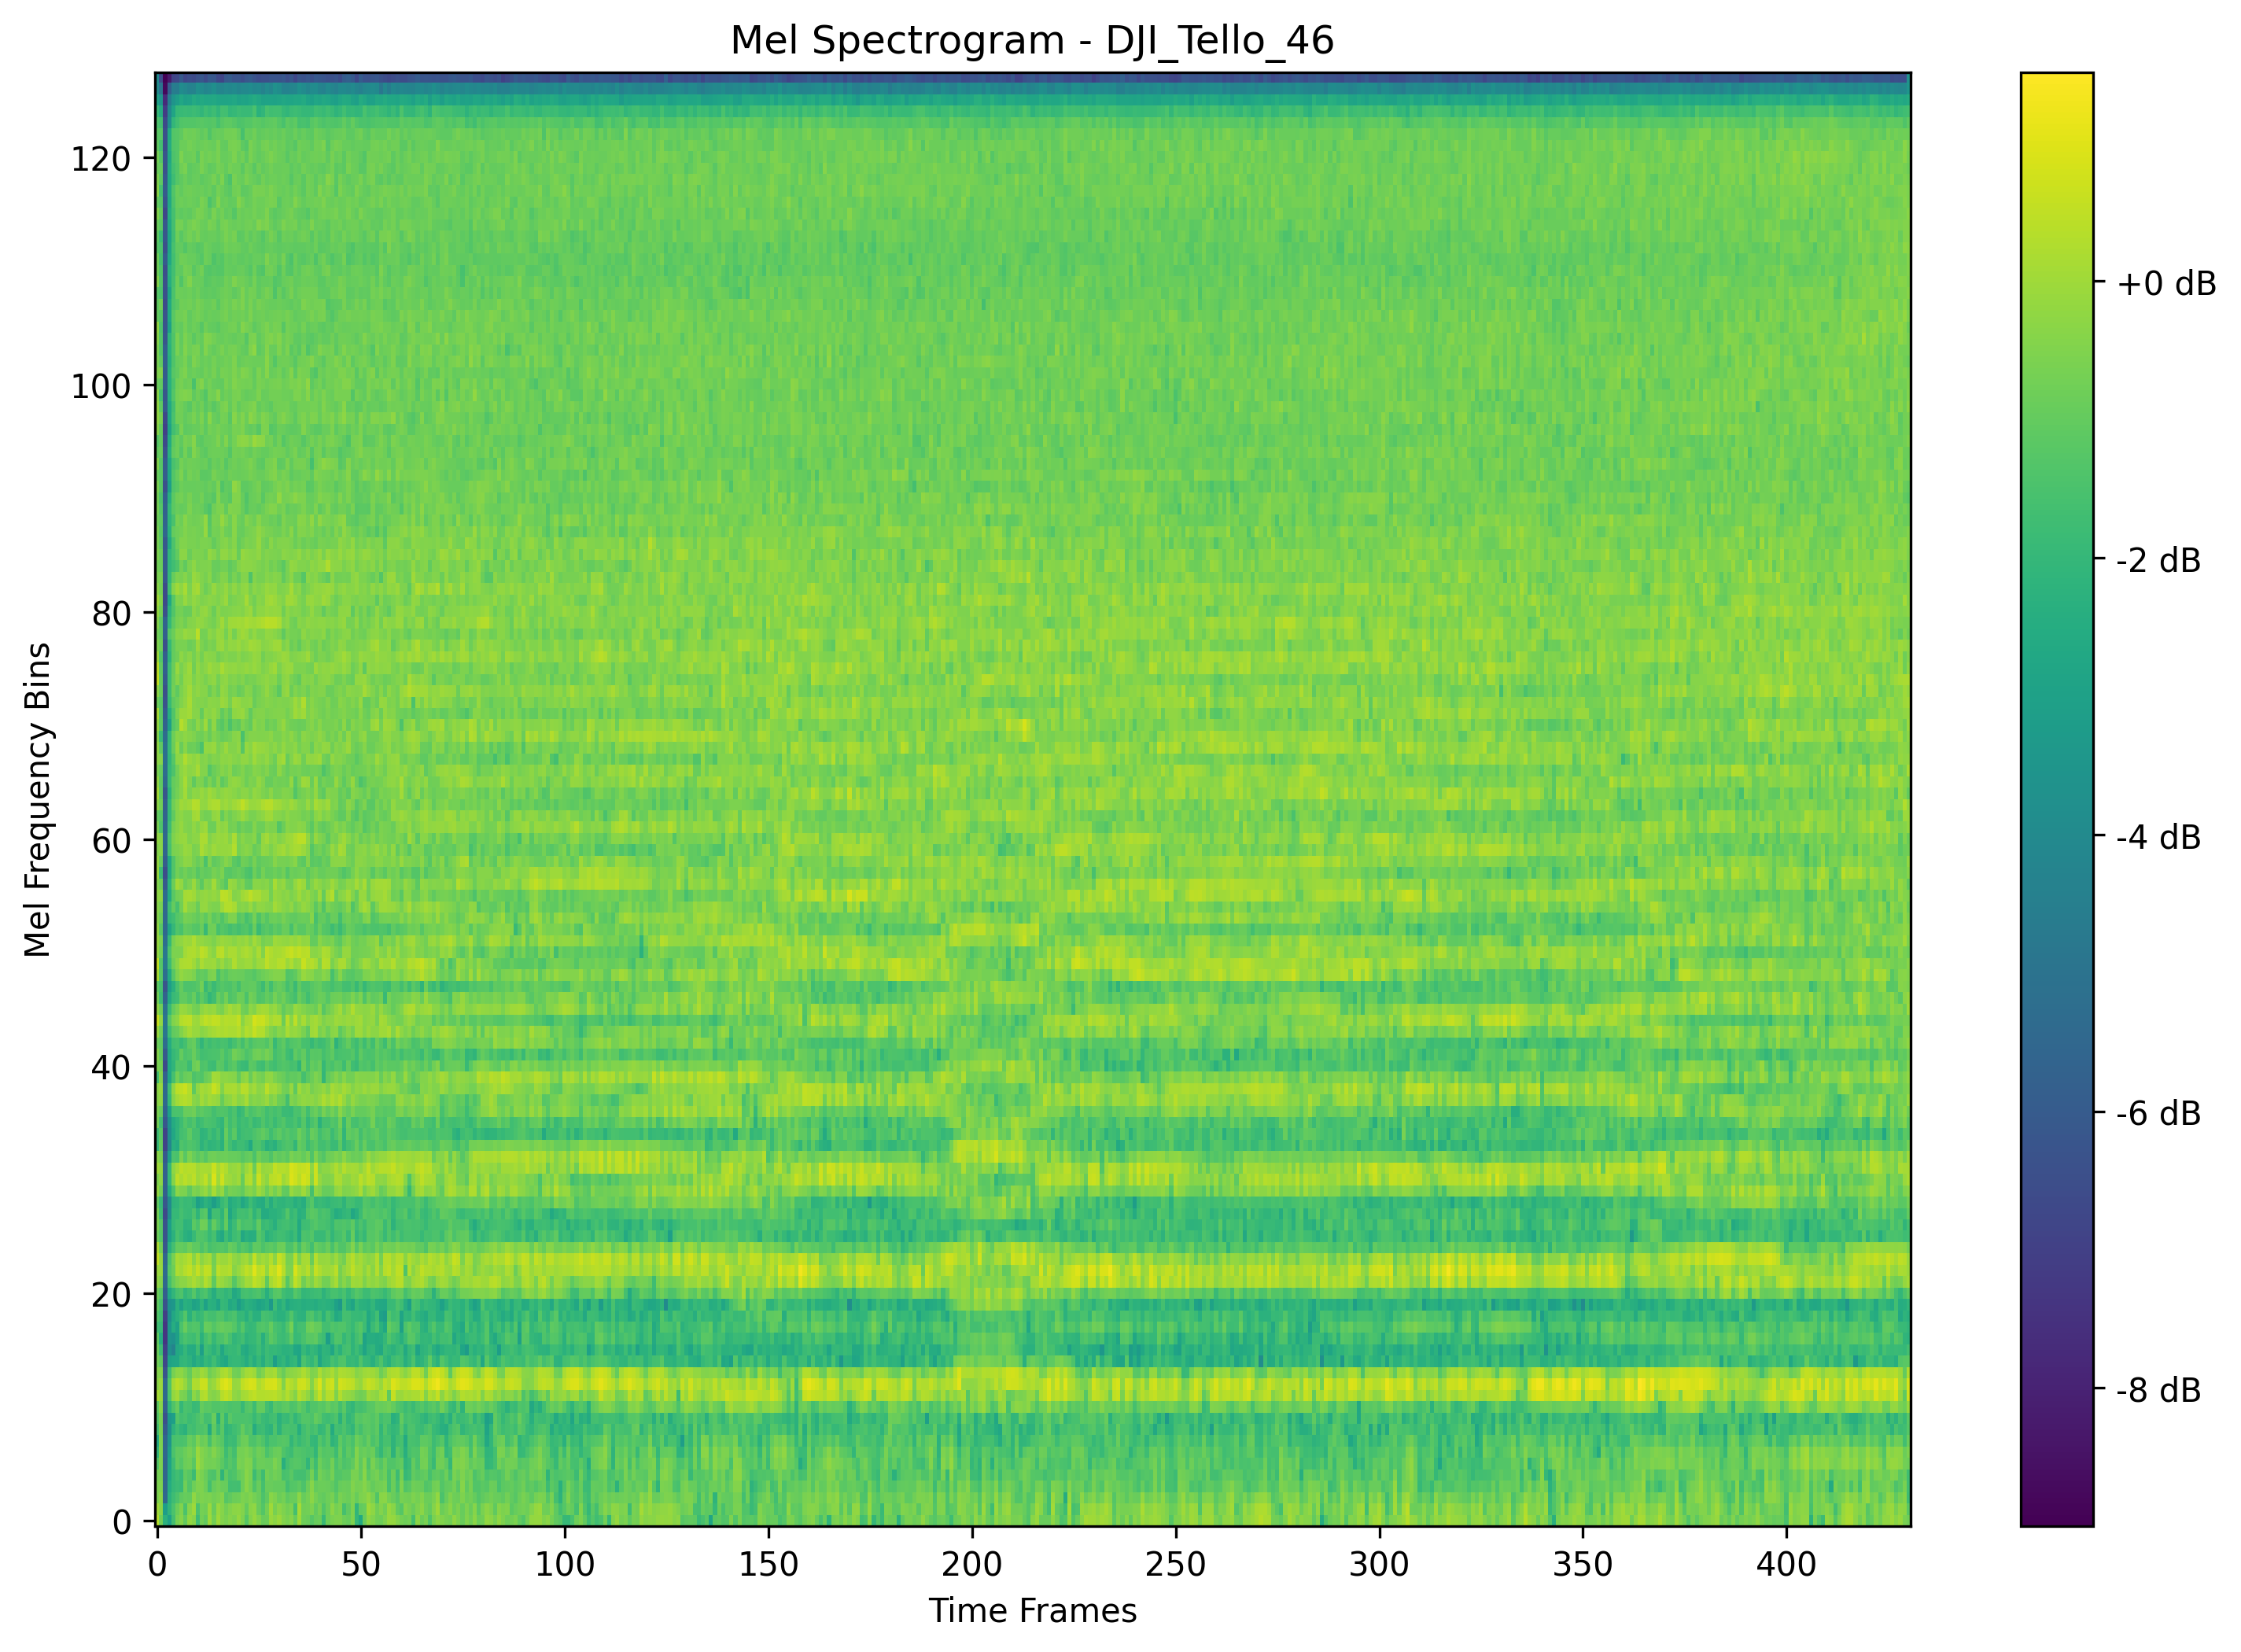 Mel Spectrogram - DJI_Tello_46
Mel Frequency Bins
120
100
80
60
40
20
0
0 50 100 150 200 250 300 350 400
Time Frames
+0 dB
-2 dB
-4 dB
-6 dB
-8 dB